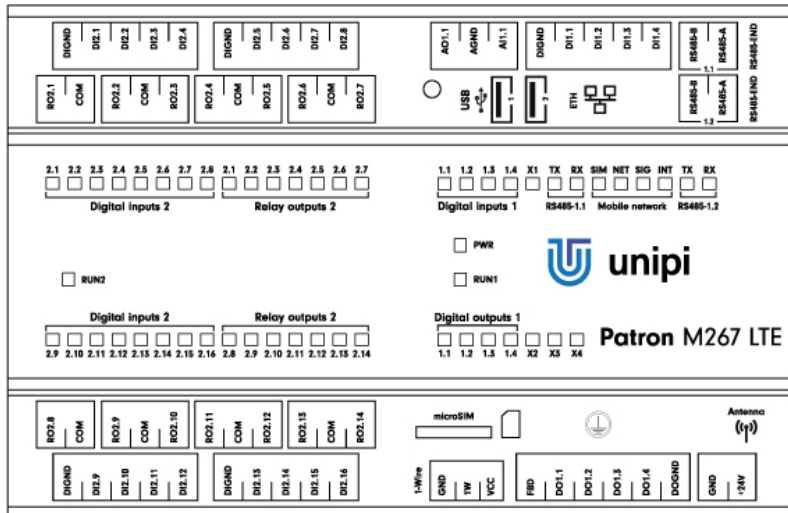 DIGND DI2.1 DI2.2 DI2.3 DI2.4 DIGND DI2.5 DI2.6 DI2.7 DI2.8 AO1.1 AGND AI1.1 DIGND DI1.1 DI1.2 DI1.3 DI1.4 RS485-B RS485-A RS485-END
1.1
RO2.1 COM RO2.2 COM RO2.3 RO2.4 COM RO2.5 RO2.6 COM RO2.7 USB 1 2 ETH RS485-B RS485-A RS485-END
1.2
2.1 2.2 2.3 2.4 2.5 2.6 2.7 2.8 2.1 2.2 2.3 2.4 2.5 2.6 2.7 1.1 1.2 1.3 1.4 X1 TX RX SIM NET SIG INT TX RX
Digital inputs 2 Relay outputs 2 Digital inputs 1 RS485-1.1 Mobile network RS485-1.2
PWR
unipi
RUN2 RUN1
Digital inputs 2 Relay outputs 2 Digital outputs 1
Patron M267 LTE
2.9 2.10 2.11 2.12 2.13 2.14 2.15 2.16 2.8 2.9 2.10 2.11 2.12 2.13 2.14 1.1 1.2 1.3 1.4 X2 X3 X4
RO2.8 COM RO2.9 COM RO2.10 RO2.11 COM RO2.12 RO2.13 COM RO2.14 microSIM Antenna
DIGND DI2.9 DI2.10 DI2.11 DI2.12 DIGND DI2.13 DI2.14 DI2.15 DI2.16 1-Wire GND 1W VCC FBD DO1.1 DO1.2 DO1.3 DO1.4 DOGND GND +24V